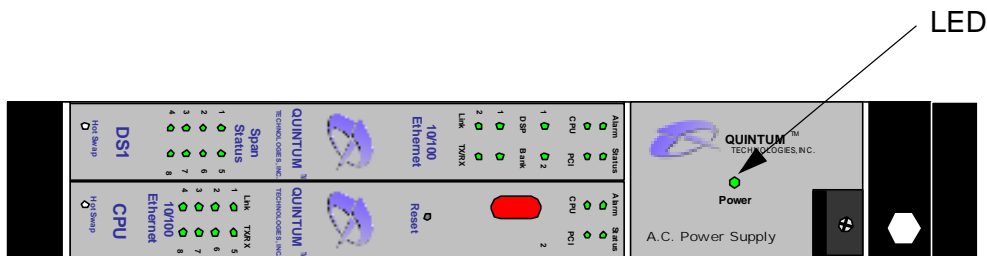 LED
Hot Swap
DS1
4 3 2 1
8 7 6 5
Span
Status
QUINTUM ™
TECHNOLOGIES, INC.
10/100
Ethernet
2 1
Link
TX/RX
DSP 1
Bank 2
CPU
PCI
Alarm
Status
Hot Swap
CPU
10/100
Ethernet
4 3 2 1
8 7 6 5
Link
TX/RX
QUINTUM ™
TECHNOLOGIES, INC.
Reset
2
CPU
PCI
Alarm
Status
QUINTUM ™
TECHNOLOGIES, INC.
Power
A.C. Power Supply